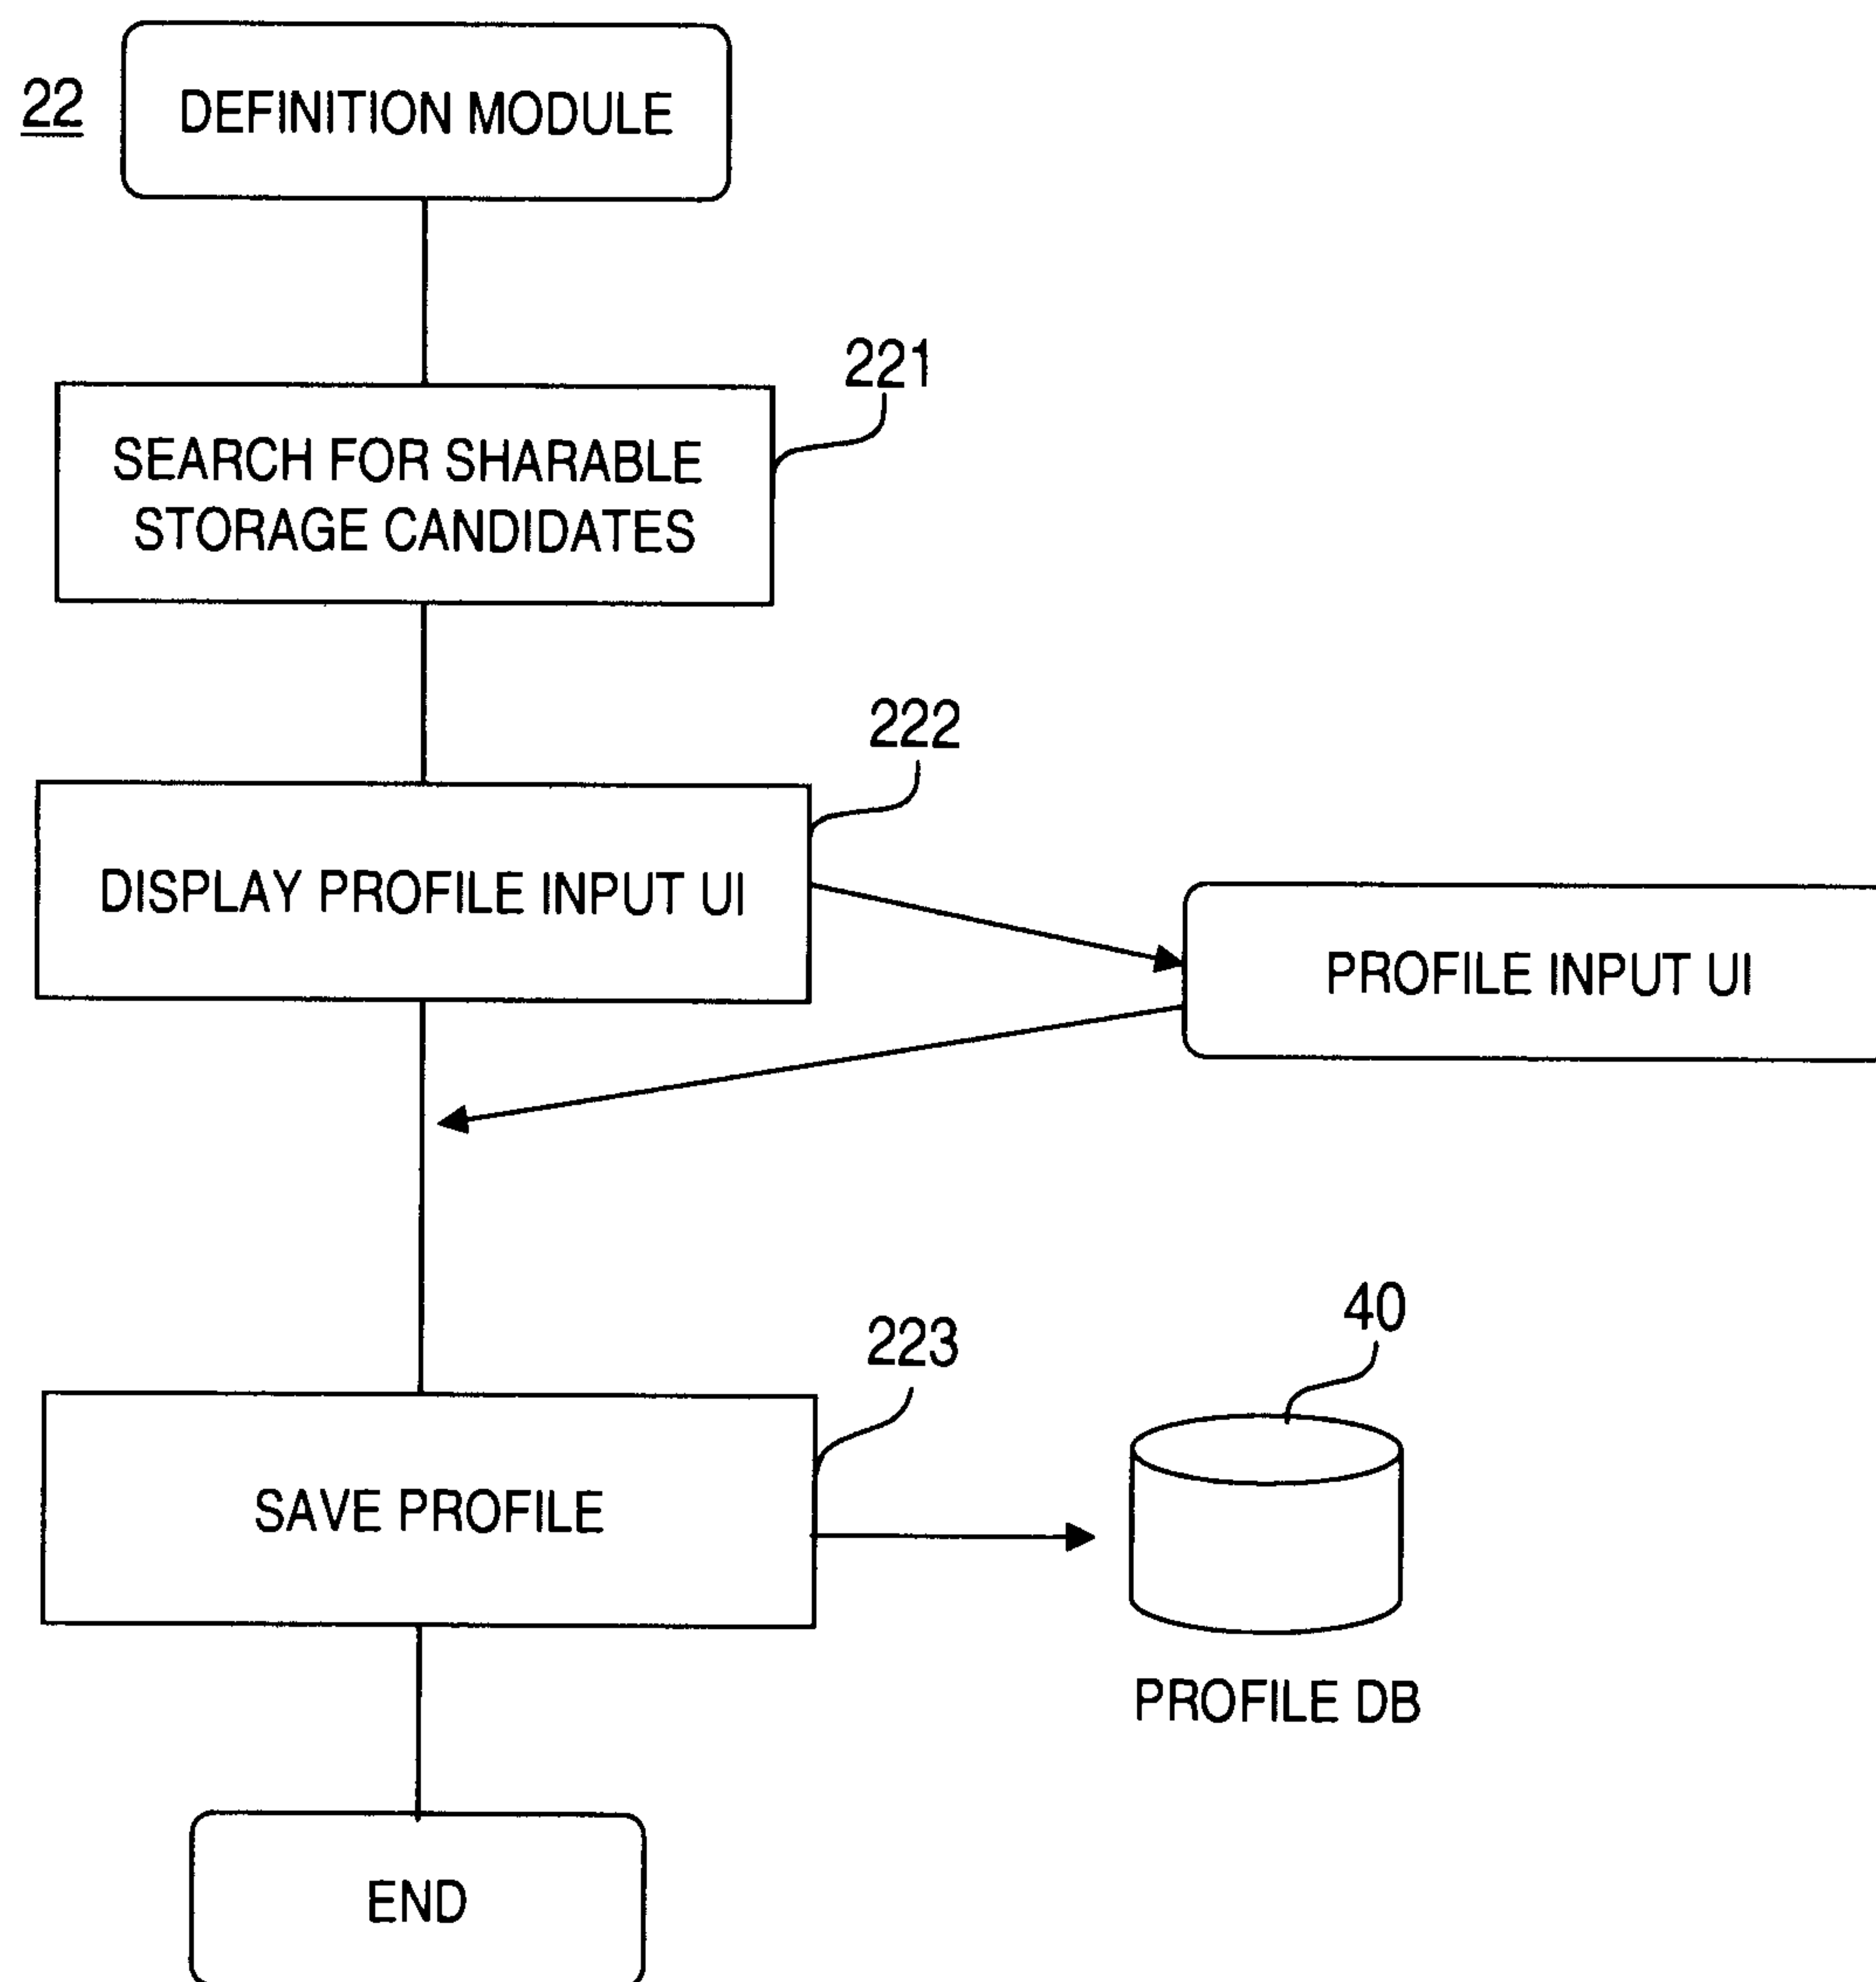 22
DEFINITION MODULE
221
SEARCH FOR SHARABLE
STORAGE CANDIDATES
222
DISPLAY PROFILE INPUT UI
PROFILE INPUT UI
40
223
SAVE PROFILE
PROFILE DB
END